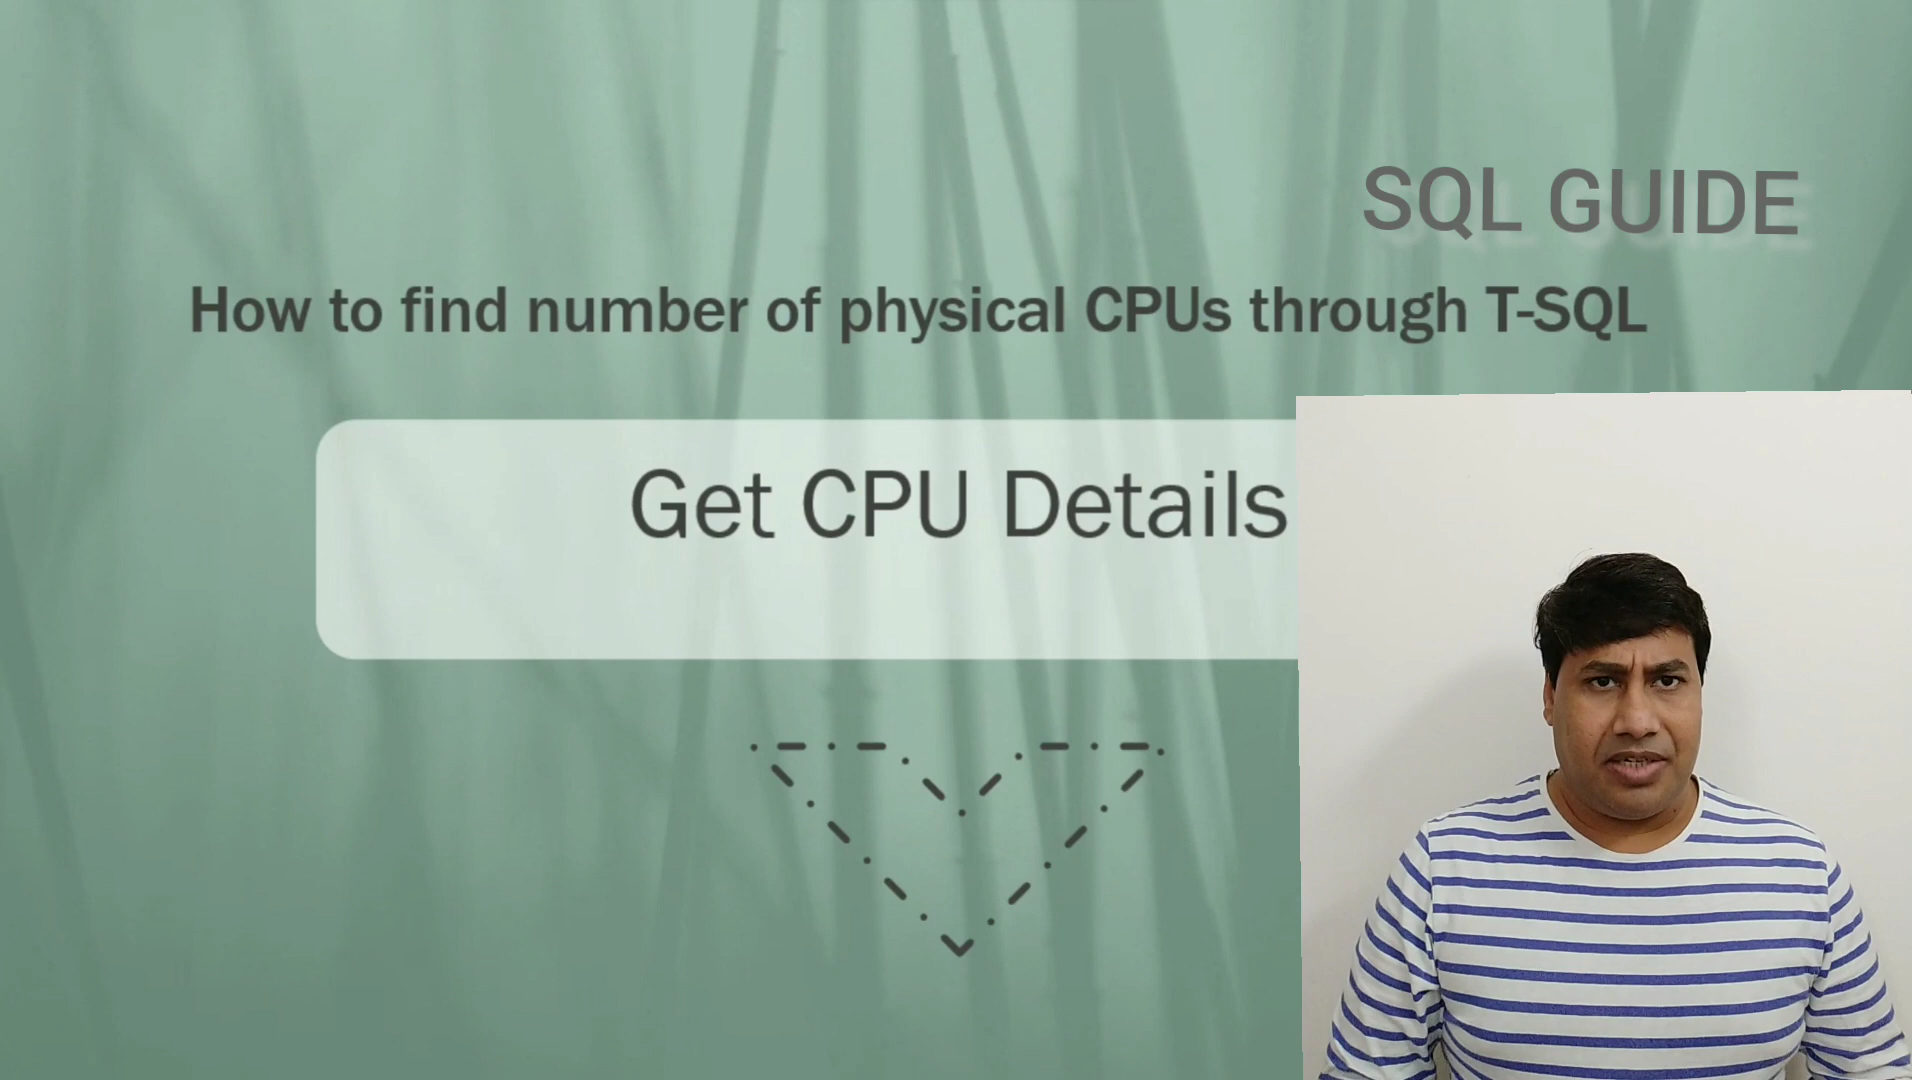 SQL GUIDE
How to find number of physical CPUs through T-SQL
Get CPU Details